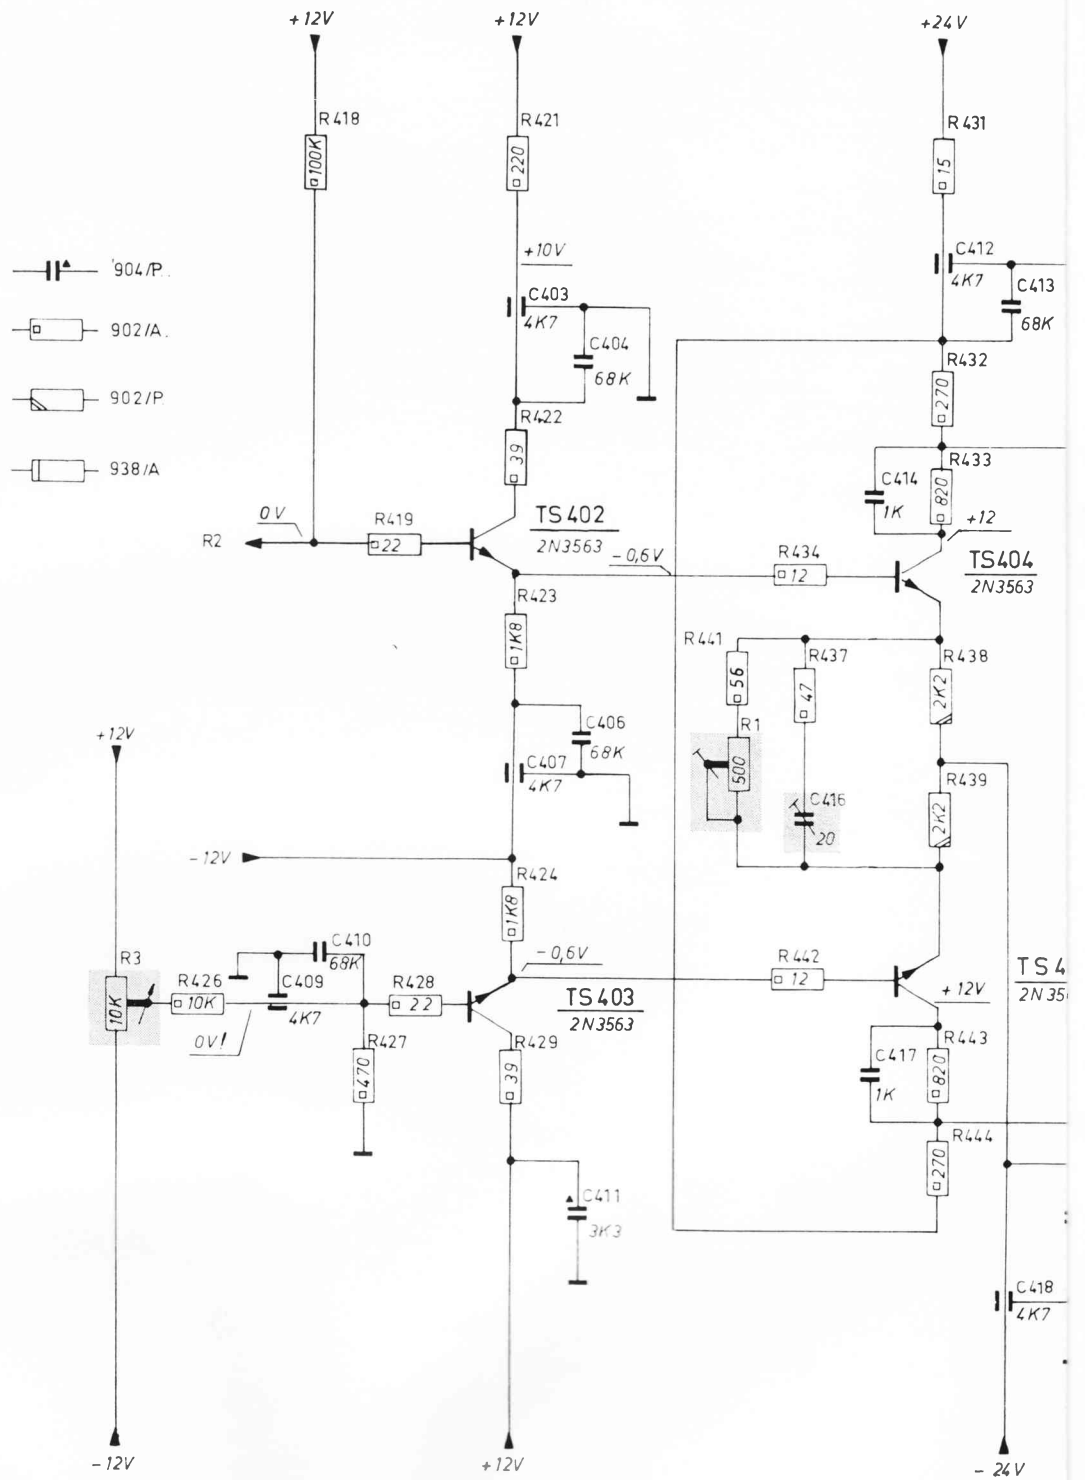 +12V
+12V
+24V
R418
100K
R421
220
R431
15
+10V
C403
4K7
C404
68K
C412
4K7
C413
68K
904/P..
902/A.
902/P.
938/A
R422
39
R432
270
R433
820
C414
1K
+12
0V
R2
R419
22
TS402
2N3563
-0,6V
R434
12
TS404
2N3563
R423
1K8
R441
56
R437
47
R438
2K2
R1
500
C406
68K
C407
4K7
C416
20
R439
2K2
+12V
-12V
R424
1K8
R3
10K
R426
10K
C410
68K
C409
4K7
0V!
R428
22
-0,6V
TS403
2N3563
R442
12
TS4
2N35
+12V
R427
470
R429
39
C417
1K
R443
820
R444
270
C411
3K3
C418
4K7
-12V
+12V
-24V